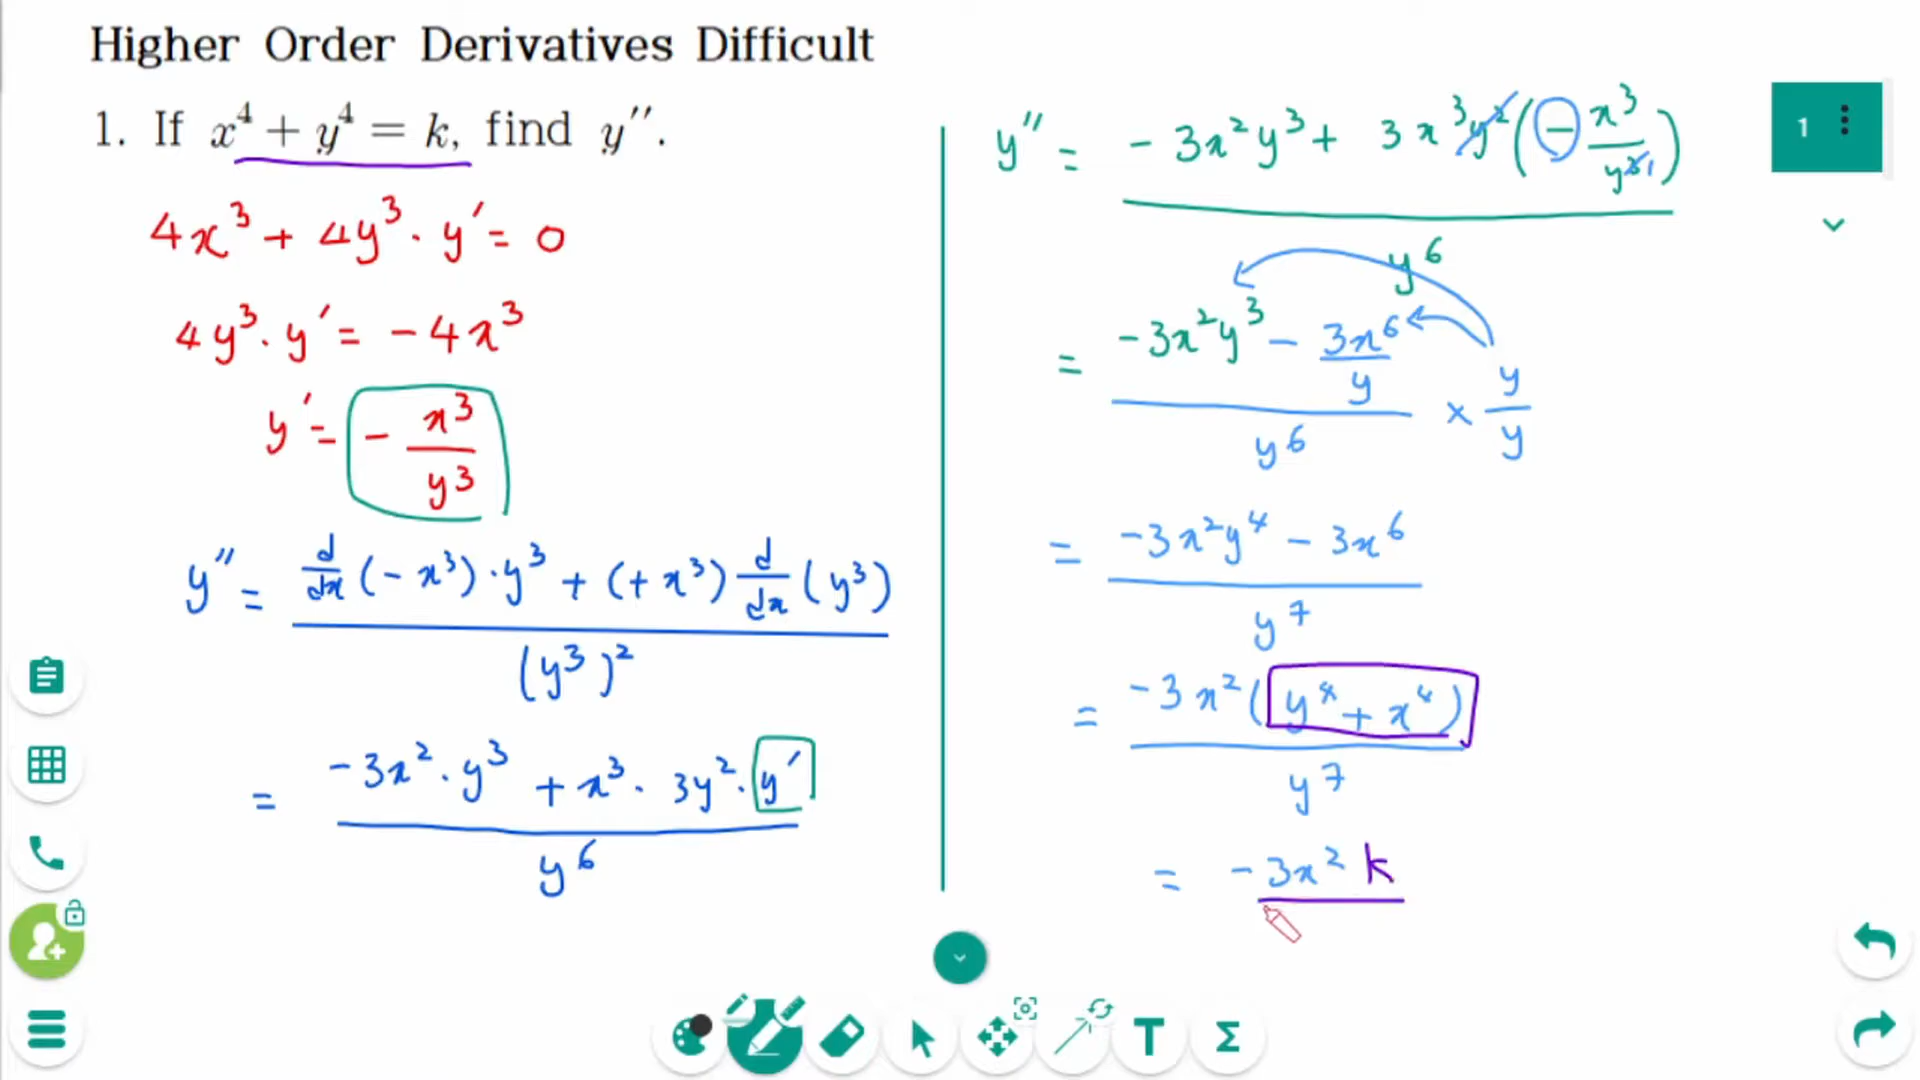 Higher Order Derivatives Difficult
1. If x⁴ + y⁴ = k, find y″.
4x³ + 4y³ · y′ = 0
4y³ · y′ = - 4x³
y′ = - x³/y³
y″ = (d/dx (- x³) · y³ + (+ x³) d/dx (y³)) / (y³)²
= (-3x² · y³ + x³ · 3y² · y′) / y⁶
y″ = (- 3x²y³ + 3x³y² (- x³/y³1)) / y⁶
= (-3x²y³ - 3x⁶/y) / y⁶ × y/y
= (-3x²y⁴ - 3x⁶) / y⁷
= -3x² (y⁴ + x⁴) / y⁷
= - 3x² k
1
T
Σ